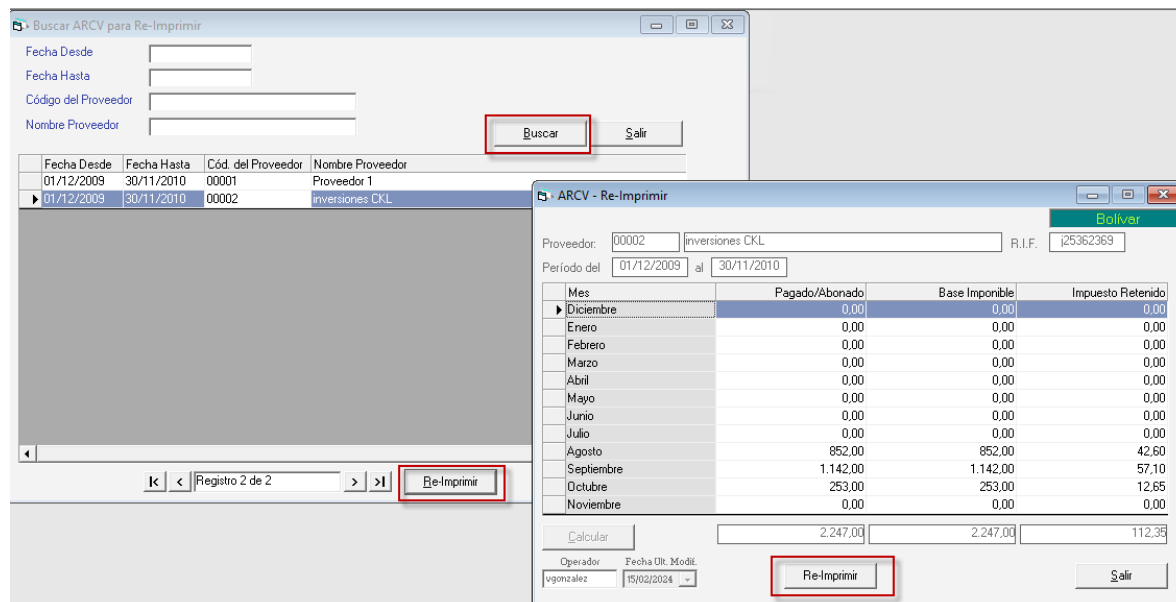 Buscar ARCV para Re-Imprimir
Fecha Desde
Fecha Hasta
Código del Proveedor
Nombre Proveedor
Buscar Salir
Fecha Desde Fecha Hasta Cód. del Proveedor Nombre Proveedor
01/12/2009 30/11/2010 00001 Proveedor 1
01/12/2009 30/11/2010 00002 inversiones CKL
Registro 2 de 2 Re-Imprimir
ARCV - Re-Imprimir
Bolívar
Proveedor: 00002 inversiones CKL R.I.F. j25362369
Período del 01/12/2009 al 30/11/2010
Mes Pagado/Abonado Base Imponible Impuesto Retenido
Diciembre 0,00 0,00 0,00
Enero 0,00 0,00 0,00
Febrero 0,00 0,00 0,00
Marzo 0,00 0,00 0,00
Abril 0,00 0,00 0,00
Mayo 0,00 0,00 0,00
Junio 0,00 0,00 0,00
Julio 0,00 0,00 0,00
Agosto 852,00 852,00 42,60
Septiembre 1.142,00 1.142,00 57,10
Octubre 253,00 253,00 12,65
Noviembre 0,00 0,00 0,00
Calcular 2.247,00 2.247,00 112,35
Operador Fecha Ult. Modif.
vgonzalez 15/02/2024 Re-Imprimir Salir